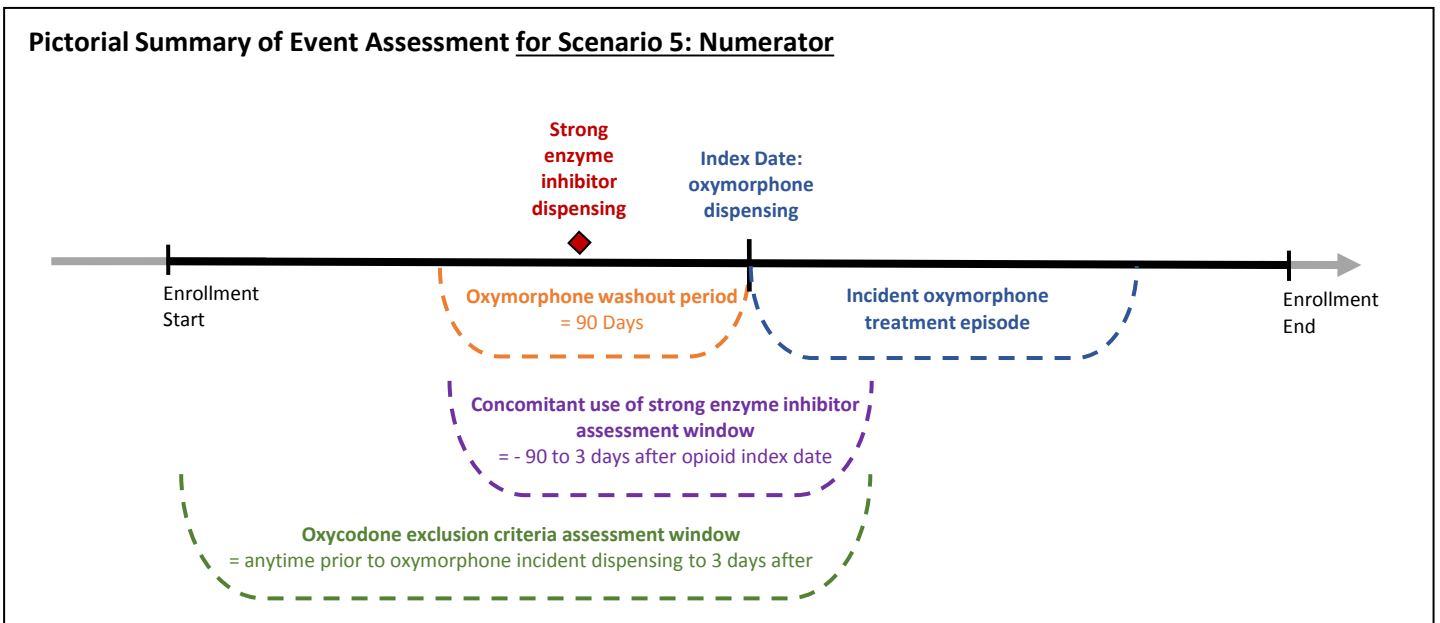 Pictorial Summary of Event Assessment for Scenario 5: Numerator
Strong
enzyme
inhibitor
dispensing
Index Date:
oxymorphone
dispensing
Enrollment
Start
Oxymorphone washout period
= 90 Days
Incident oxymorphone
treatment episode
Enrollment
End
Concomitant use of strong enzyme inhibitor
assessment window
= - 90 to 3 days after opioid index date
Oxycodone exclusion criteria assessment window
= anytime prior to oxymorphone incident dispensing to 3 days after